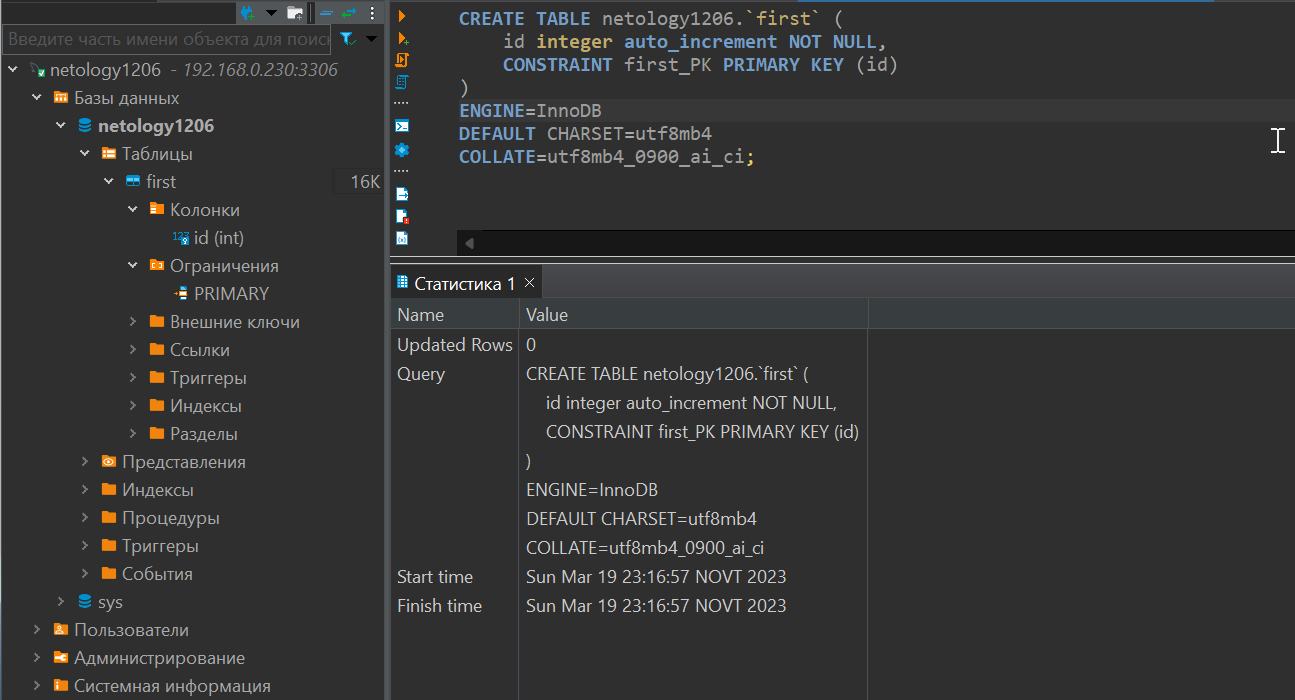 Введите часть имени объекта для поиск
netology1206 - 192.168.0.230:3306
Базы данных
netology1206
Таблицы
first 16K
Колонки
id (int)
Ограничения
PRIMARY
Внешние ключи
Ссылки
Триггеры
Индексы
Разделы
Представления
Индексы
Процедуры
Триггеры
События
sys
Пользователи
Администрирование
Системная информация
CREATE TABLE netology1206.`first` (
id integer auto_increment NOT NULL,
CONSTRAINT first_PK PRIMARY KEY (id)
)
ENGINE=InnoDB
DEFAULT CHARSET=utf8mb4
COLLATE=utf8mb4_0900_ai_ci;
Статистика 1
Name Value
Updated Rows 0
Query CREATE TABLE netology1206.`first` (
id integer auto_increment NOT NULL,
CONSTRAINT first_PK PRIMARY KEY (id)
)
ENGINE=InnoDB
DEFAULT CHARSET=utf8mb4
COLLATE=utf8mb4_0900_ai_ci
Start time Sun Mar 19 23:16:57 NOVT 2023
Finish time Sun Mar 19 23:16:57 NOVT 2023